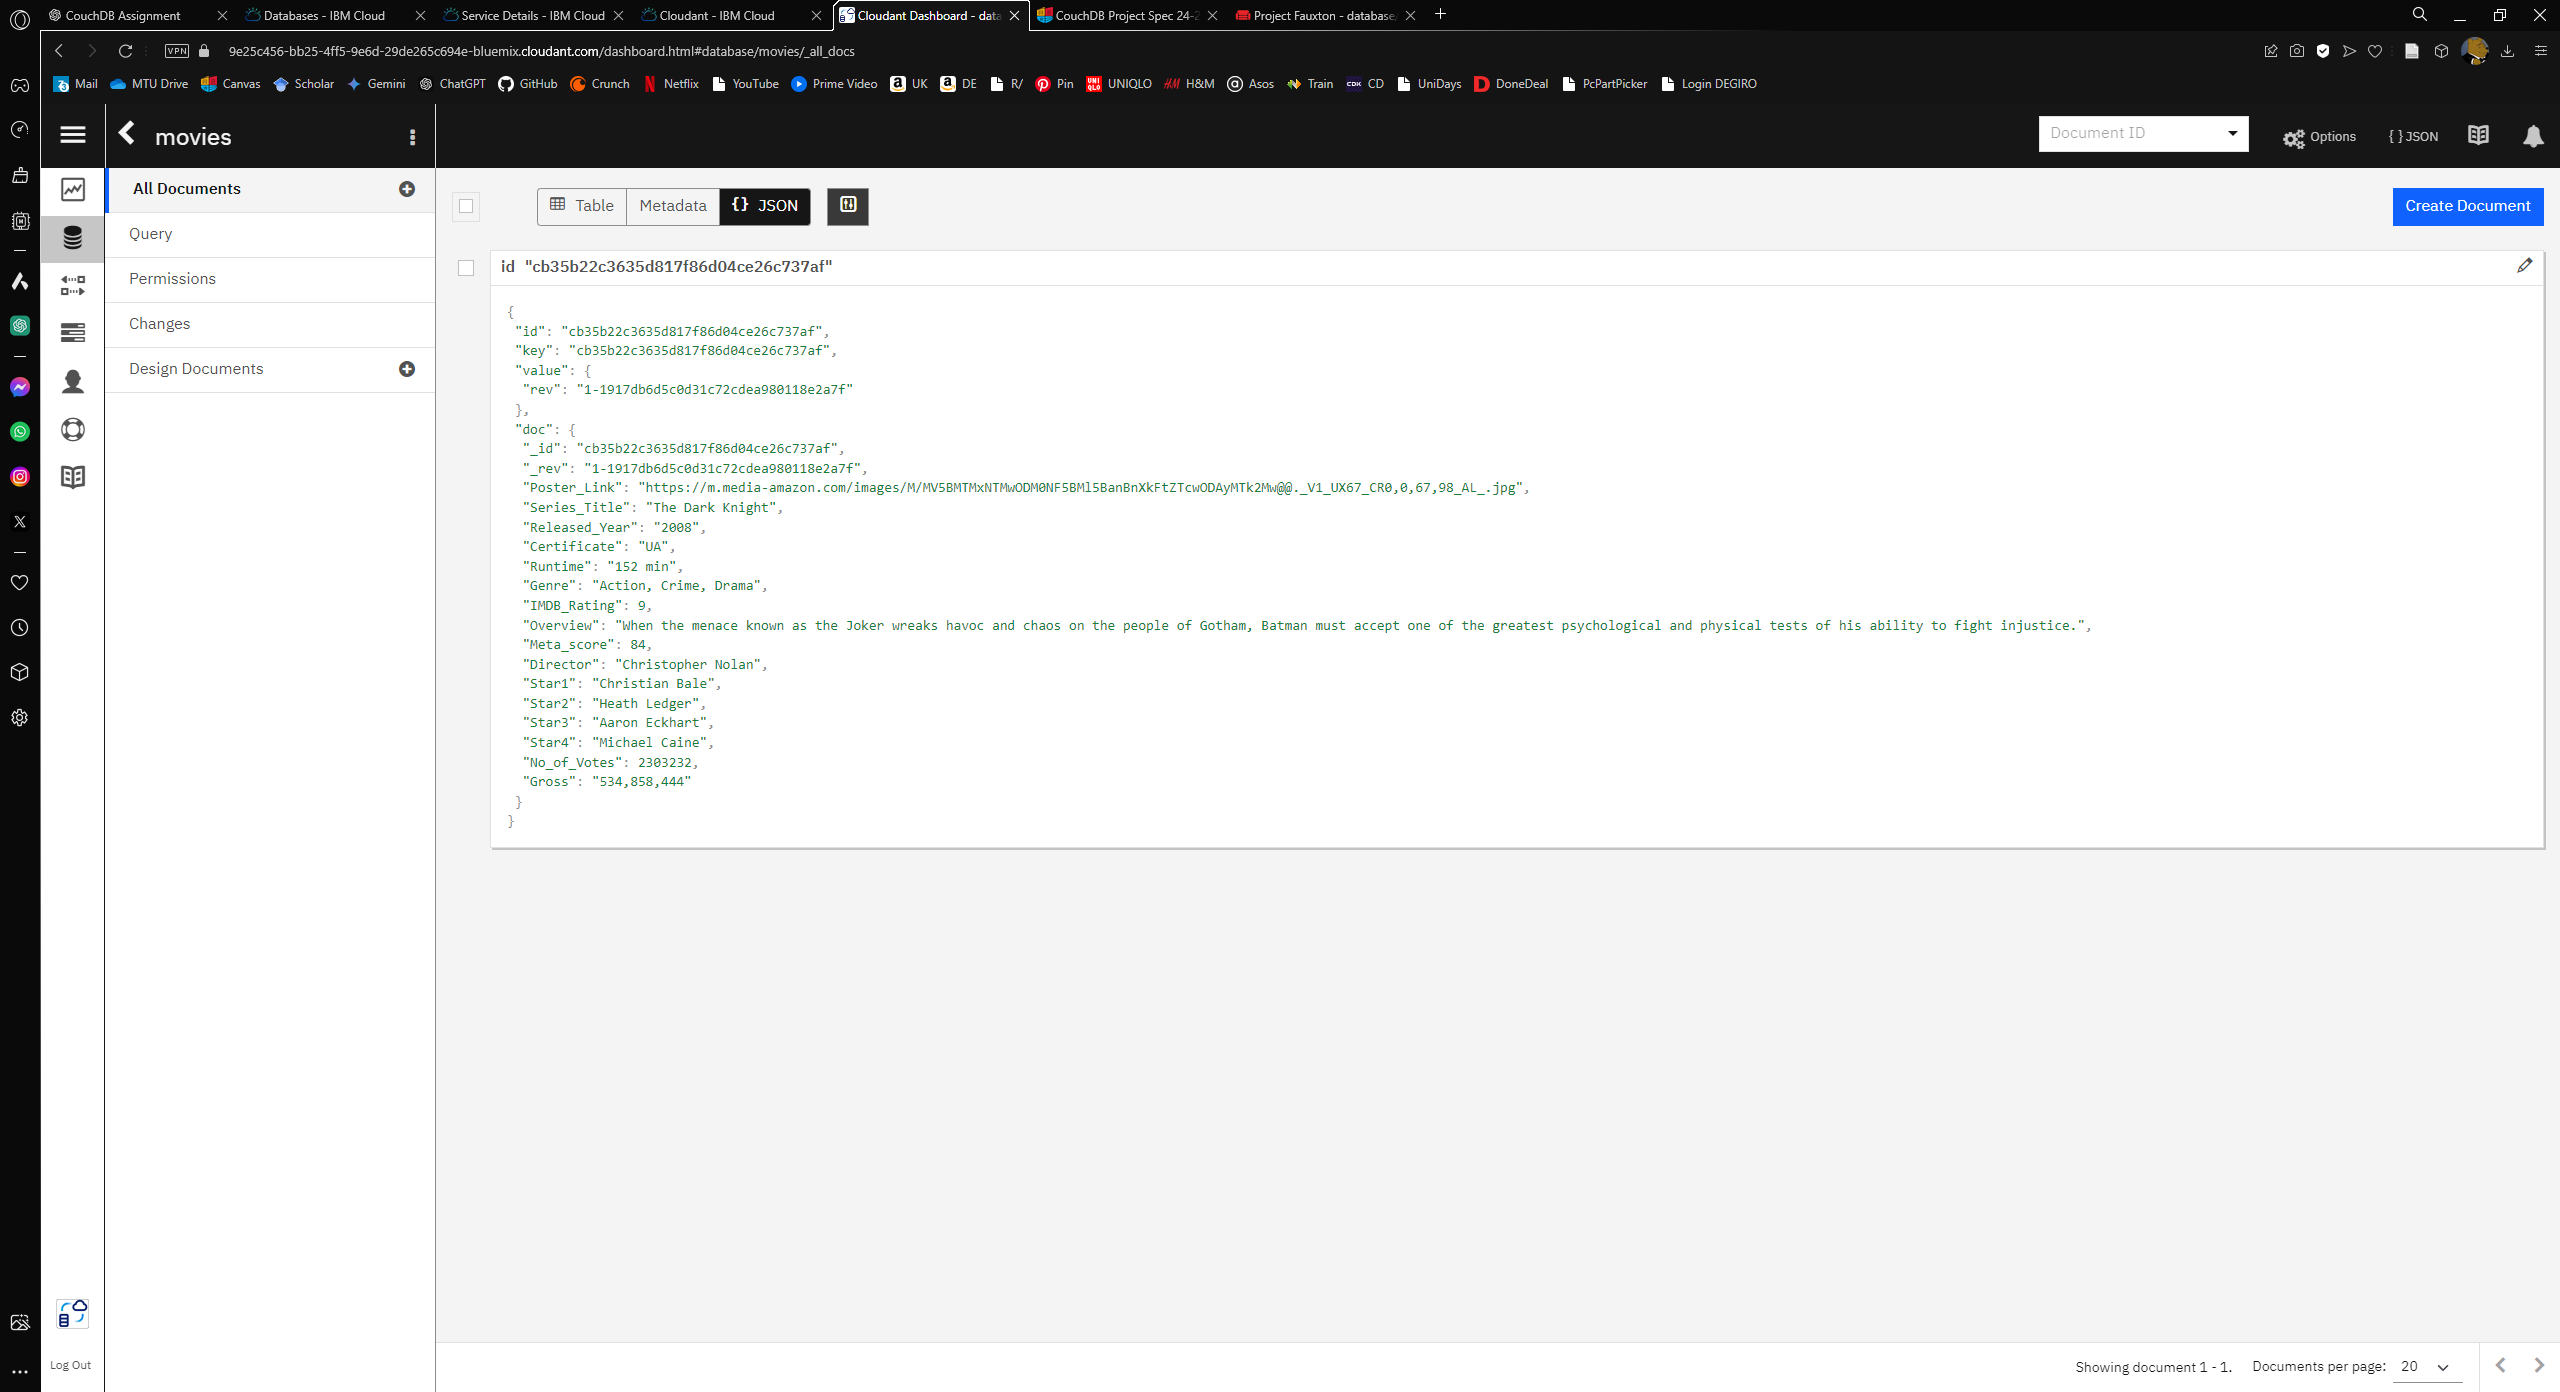 CouchDB Assignment
Databases - IBM Cloud
Service Details - IBM Cloud
Cloudant - IBM Cloud
Cloudant Dashboard - data
CouchDB Project Spec 24-2
Project Fauxton - database/
VPN
9e25c456-bb25-4ff5-9e6d-29de265c694e-bluemix.cloudant.com/dashboard.html#database/movies/_all_docs
Mail
MTU Drive
Canvas
Scholar
Gemini
ChatGPT
GitHub
Crunch
Netflix
YouTube
Prime Video
UK
DE
R/
Pin
UNIQLO
H&M
Asos
Train
CD
UniDays
DoneDeal
PcPartPicker
Login DEGIRO
movies
Document ID
Options
{ } JSON
All Documents
Query
Permissions
Changes
Design Documents
Table
Metadata
{} JSON
Create Document
id "cb35b22c3635d817f86d04ce26c737af"
{
"id": "cb35b22c3635d817f86d04ce26c737af",
"key": "cb35b22c3635d817f86d04ce26c737af",
"value": {
"rev": "1-1917db6d5c0d31c72cdea980118e2a7f"
},
"doc": {
"_id": "cb35b22c3635d817f86d04ce26c737af",
"_rev": "1-1917db6d5c0d31c72cdea980118e2a7f",
"Poster_Link": "https://m.media-amazon.com/images/M/MV5BMTMxNTMwODM0NF5BMl5BanBnXkFtZTcwODAyMTk2Mw@@._V1_UX67_CR0,0,67,98_AL_.jpg",
"Series_Title": "The Dark Knight",
"Released_Year": "2008",
"Certificate": "UA",
"Runtime": "152 min",
"Genre": "Action, Crime, Drama",
"IMDB_Rating": 9,
"Overview": "When the menace known as the Joker wreaks havoc and chaos on the people of Gotham, Batman must accept one of the greatest psychological and physical tests of his ability to fight injustice.",
"Meta_score": 84,
"Director": "Christopher Nolan",
"Star1": "Christian Bale",
"Star2": "Heath Ledger",
"Star3": "Aaron Eckhart",
"Star4": "Michael Caine",
"No_of_Votes": 2303232,
"Gross": "534,858,444"
}
}
Log Out
Showing document 1 - 1.
Documents per page: 20